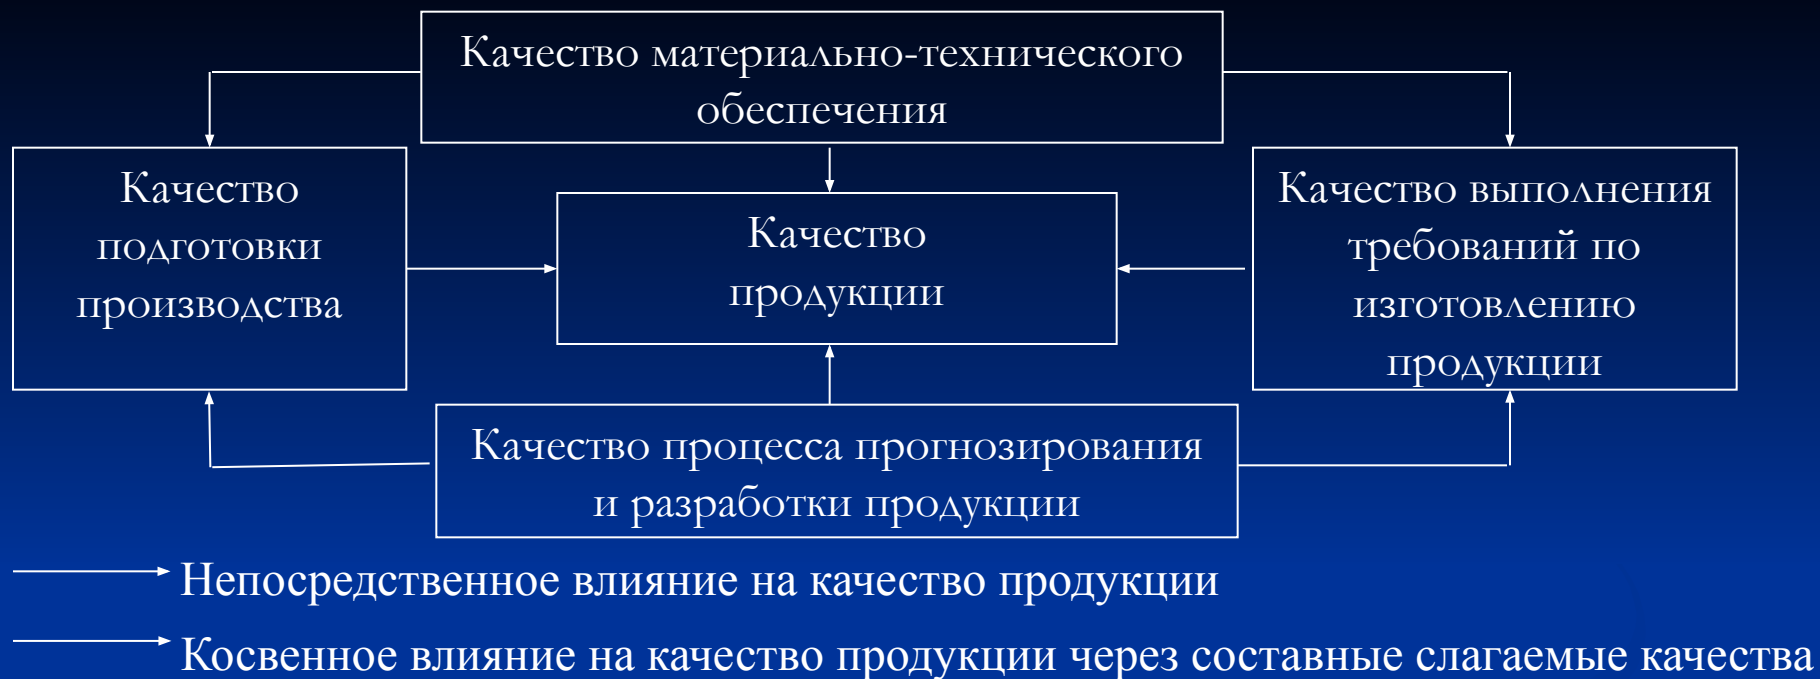 Качество материально-технического
обеспечения
Качество
подготовки
производства
Качество
продукции
Качество выполнения
требований по
изготовлению
продукции
Качество процесса прогнозирования
и разработки продукции
Непосредственное влияние на качество продукции
Косвенное влияние на качество продукции через составные слагаемые качества